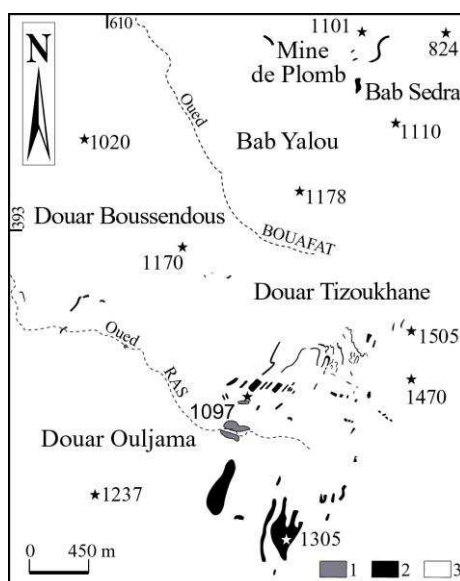 610
1101
N
Mine
de Plomb
824
Bab Sedra
Oued
1110
1020
Bab Yalou
1178
Douar Boussendous
393
BOUAFAT
1170
Douar Tizoukhane
Oued
1505
RAS
1470
1097
Douar Ouljama
1237
1305
0 450 m
1 2 3